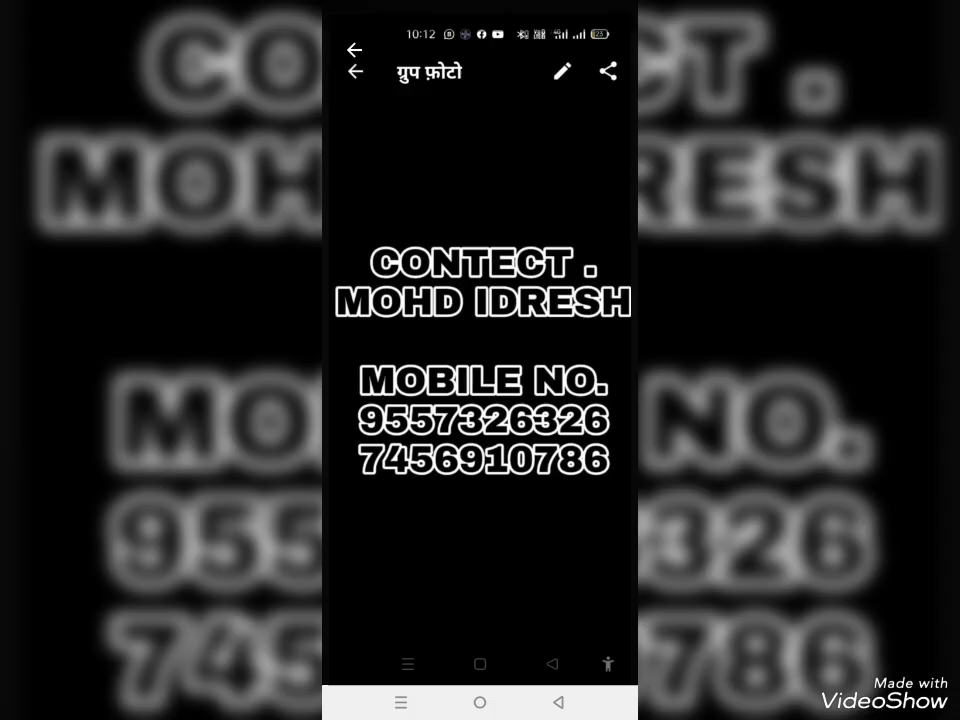 10:12
ग्रुप फ़ोटो
CONTECT .
MOHD IDRESH
MOBILE NO.
9557326326
7456910786
Made with
VideoShow